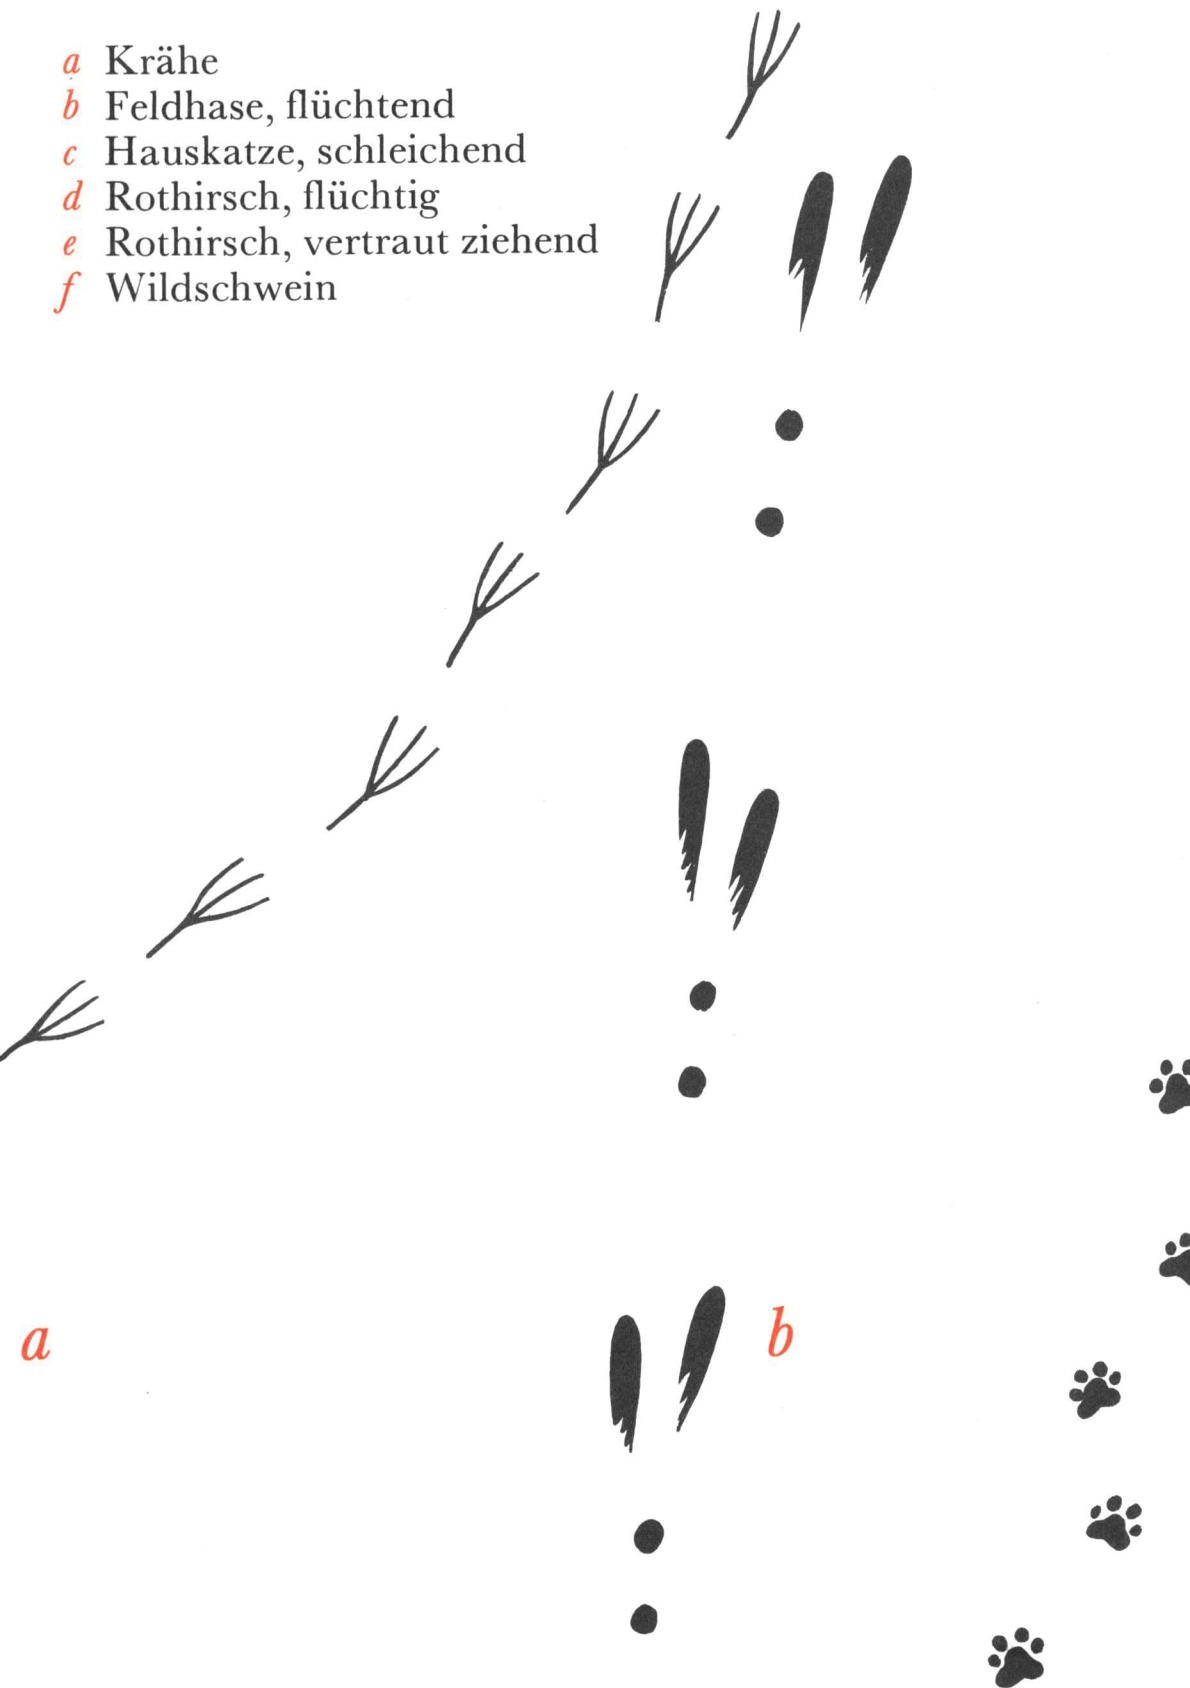 a Krähe
b Feldhase, flüchtend
c Hauskatze, schleichend
d Rothirsch, flüchtig
e Rothirsch, vertraut ziehend
f Wildschwein
a
b